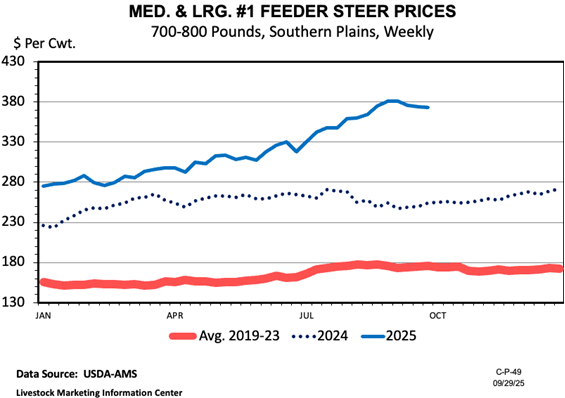 MED. & LRG. #1 FEEDER STEER PRICES
700-800 Pounds, Southern Plains, Weekly
$ Per Cwt.
430
380
330
280
230
180
130
JAN APR JUL OCT
Avg. 2019-23 2024 2025
Data Source: USDA-AMS
Livestock Marketing Information Center
C-P-49
09/29/25